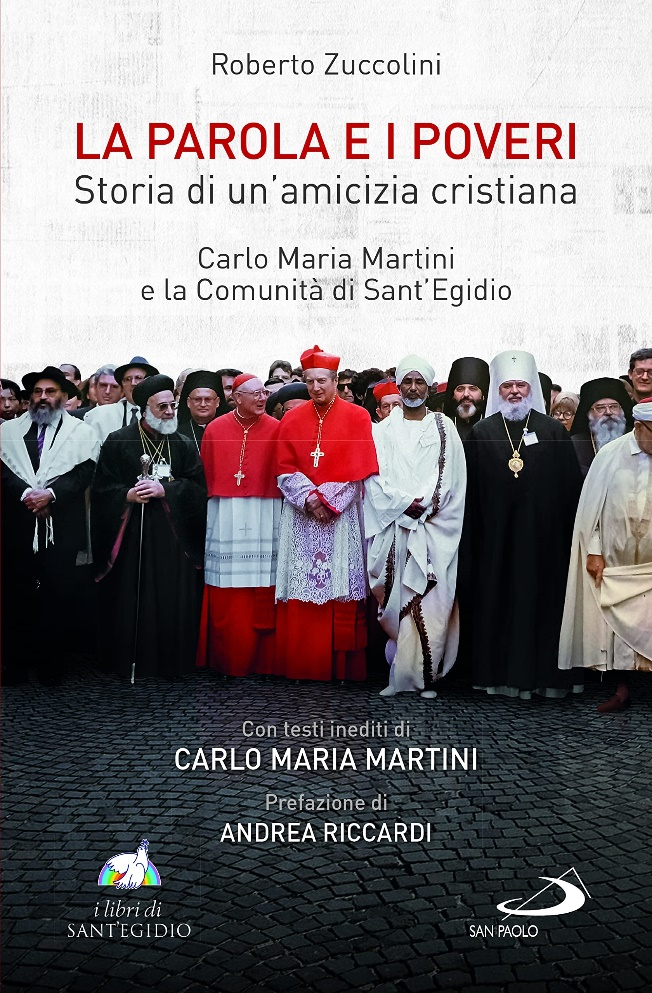 Roberto Zuccolini
LA PAROLA E I POVERI
Storia di un'amicizia cristiana
Carlo Maria Martini
e la Comunità di Sant'Egidio
Con testi inediti di
CARLO MARIA MARTINI
Prefazione di
ANDREA RICCARDI
i libri di
SANT'EGIDIO
SAN PAOLO